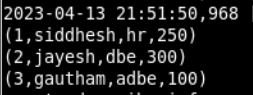 2023-04-13 21:51:50,968
(1,siddhesh,hr,250)
(2,jayesh,dbe,300)
(3,gautham,adbe,100)